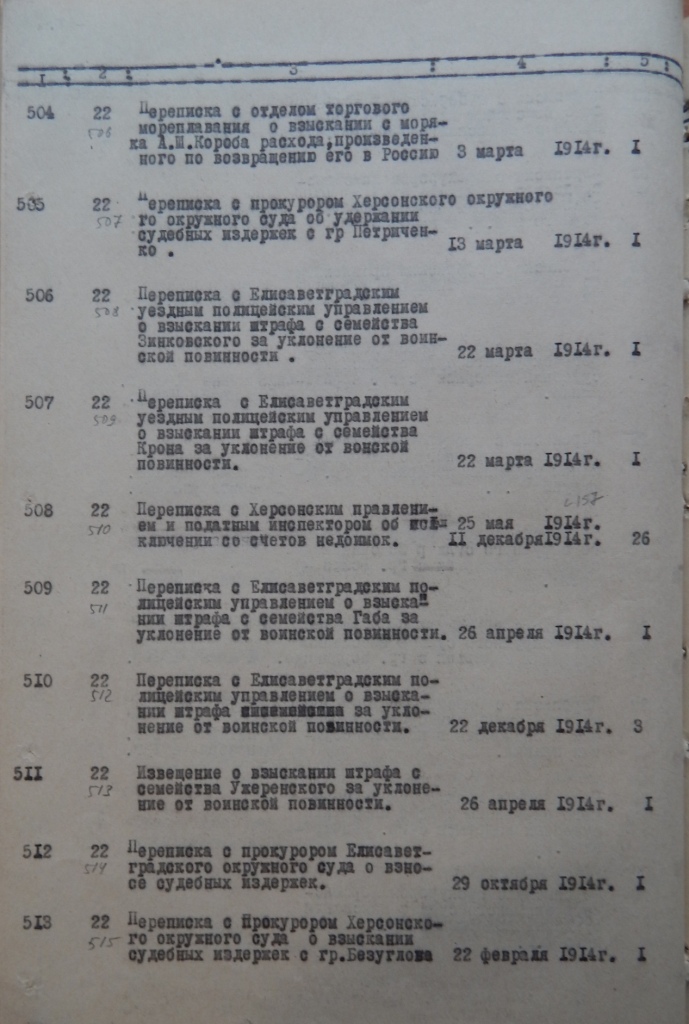 1 : 2 : 3 : 4 : 5 :
504 22 Переписка с отделом торгового
506 мореплавания о взыскании с моря-
ка А.Ш.Короба расхода,произведен-
ного по возвращению его в Россию 3 марта 1914г. I
505 22 Переписка с прокурором Херсонского окружного
507 го окружного суда об удержании
судебных издержек с гр Петричен-
ко . 13 марта 1914г. I
506 22 Переписка с Елисаветградским
508 уездным полицейским управлением
о взыскании штрафа с семейства
Зинковского за уклонение от воин-
ской повинности . 22 марта 1914г. I
507 22 Переписка с Елисаветградским
509 уездным полицейским управлением
о взыскании штрафа с семейства
Крона за уклонение от вонской
повинности. 22 марта 1914г. I
508 22 Переписка с Херсонским правлени-
510 ем и податным инспектором об ис 25 мая 1914г.
ключении со счетов недоимок. II декабря1914г. 26
509 22 Переписка с Елисаветградским по-
511 лицейским управлением о взыска-
нии штрафа с семейства Габа за
уклонение от воинской повинности. 26 апреля 1914г. I
510 22 Переписка с Елисаветградским по-
512 лицейским управлением о взыска-
нии штрафа за укло-
нение от воинской повинности. 22 декабря 1914г. 3
5II 22 Извещение о взыскании штрафа с
513 семейства Ужеренского за уклоне-
ние от воинской повинности. 26 апреля 1914г. I
512 22 Переписка с прокурором Елисавет-
514 градского окружного суда о взно-
се судебных издержек. 29 октября 1914г. I
513 22 Переписка с Прокурором Херсонско-
515 го окружного суда о взыскании
судебных издержек с гр.Безуглова 22 февраля 1914г. I